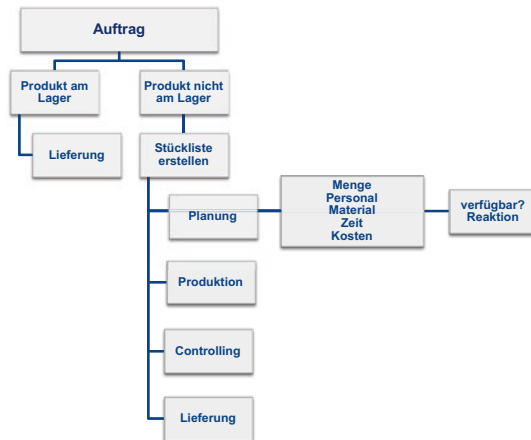 Auftrag
Produkt am
Lager
Produkt nicht
am Lager
Lieferung
Stückliste
erstellen
Planung
Menge
Personal
Material
Zeit
Kosten
verfügbar?
Reaktion
Produktion
Controlling
Lieferung